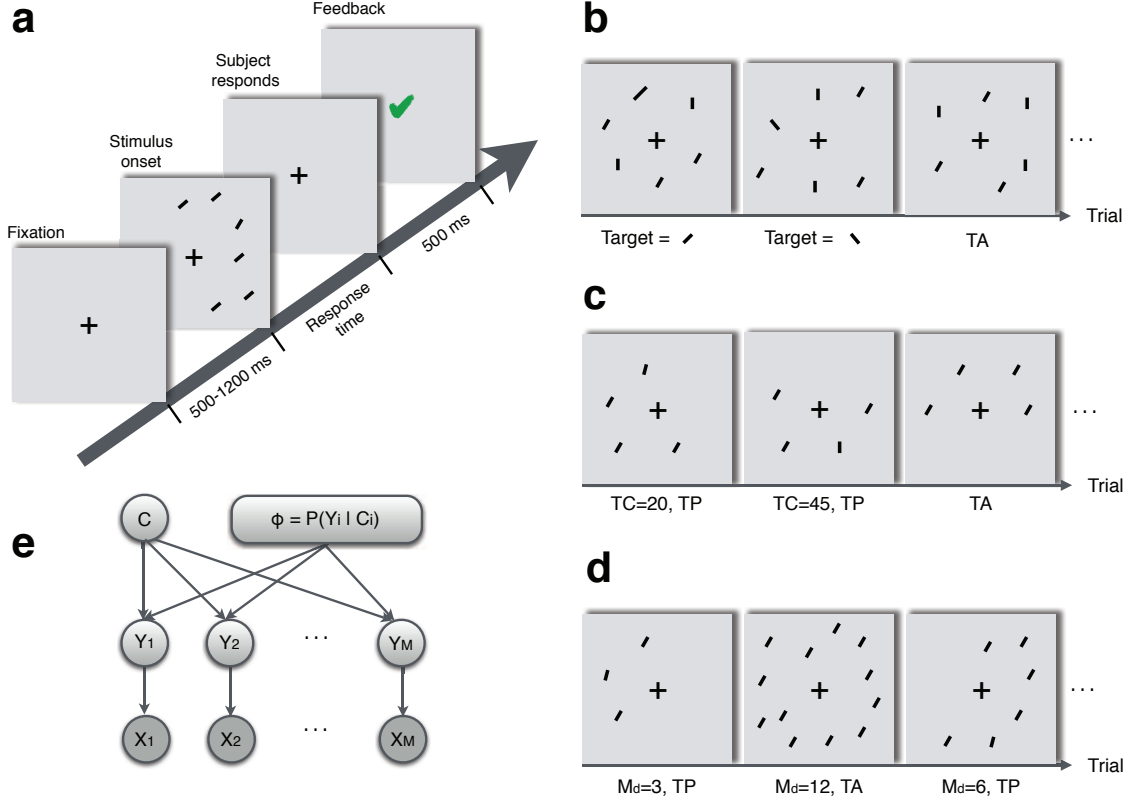 a
Fixation
Stimulus
onset
Subject
responds
Feedback
500-1200 ms
Response
time
500 ms
b
Target =
Target =
TA
Trial
...
c
TC=20, TP
TC=45, TP
TA
Trial
...
d
Md=3, TP
Md=12, TA
Md=6, TP
Trial
...
e
C
ϕ = P(Yi | Ci)
Y1
Y2
...
YM
X1
X2
...
XM